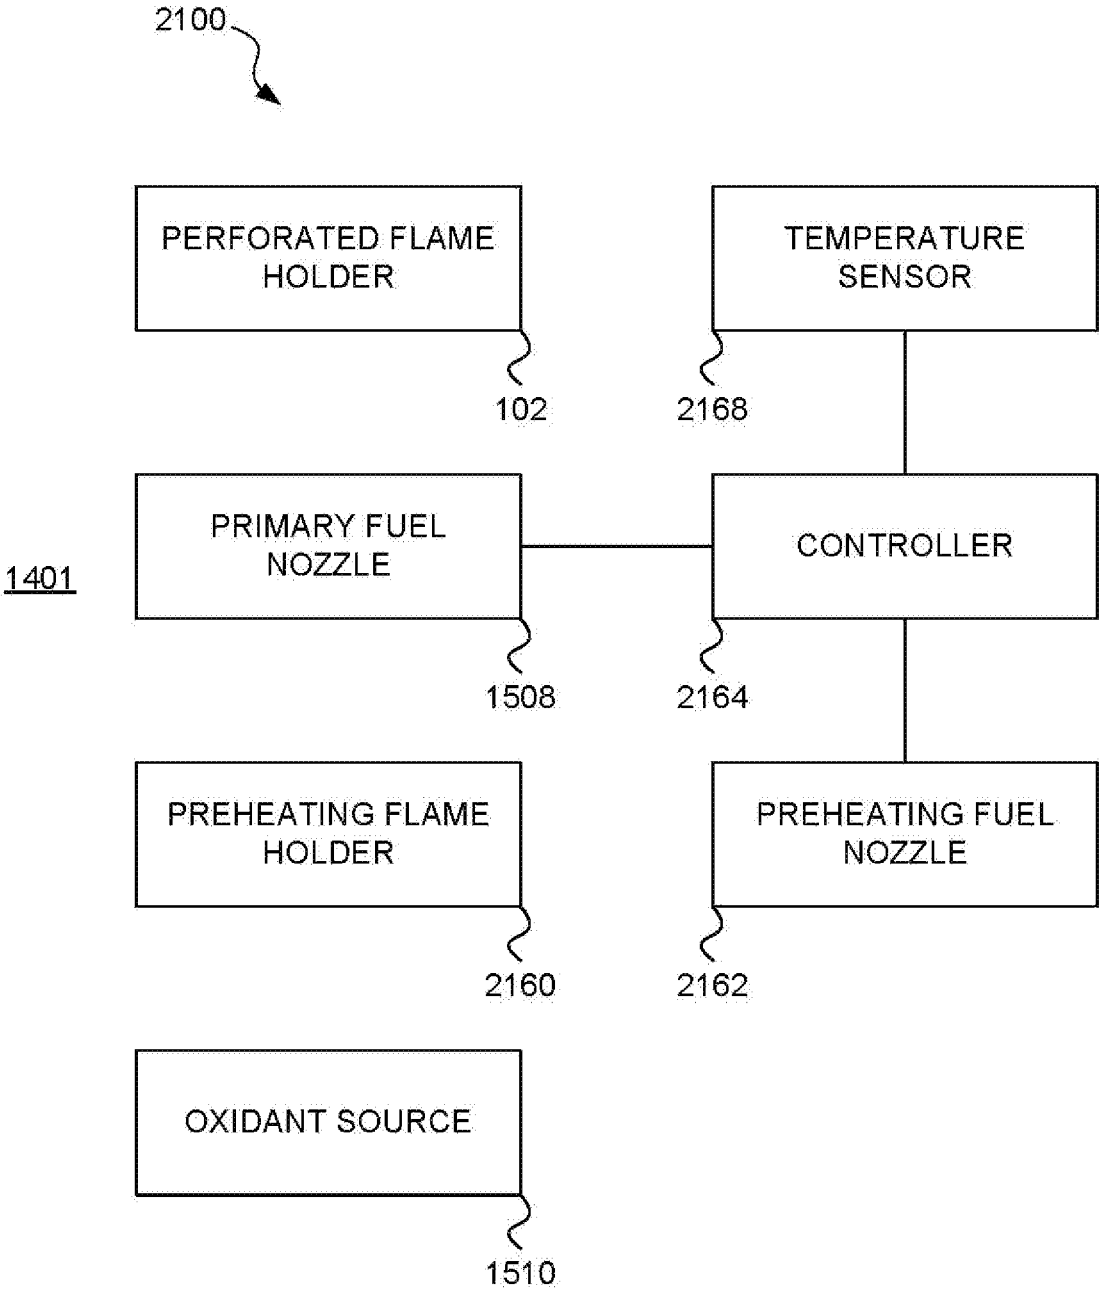 2100
PERFORATED FLAME
HOLDER
102
TEMPERATURE
SENSOR
2168
1401
PRIMARY FUEL
NOZZLE
1508
CONTROLLER
2164
PREHEATING FLAME
HOLDER
2160
PREHEATING FUEL
NOZZLE
2162
OXIDANT SOURCE
1510